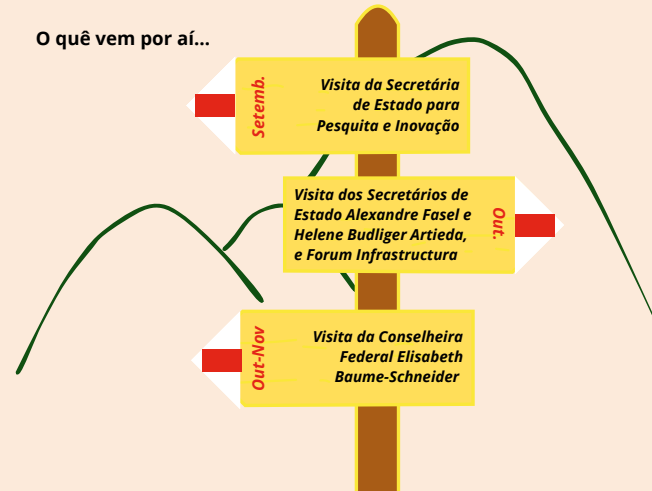 O quê vem por aí...
Setemb.
Visita da Secretária
de Estado para
Pesquita e Inovação
Visita dos Secretários de
Estado Alexandre Fasel e
Helene Budliger Artieda,
e Forum Infrastructura
Out.
Out-Nov
Visita da Conselheira
Federal Elisabeth
Baume-Schneider